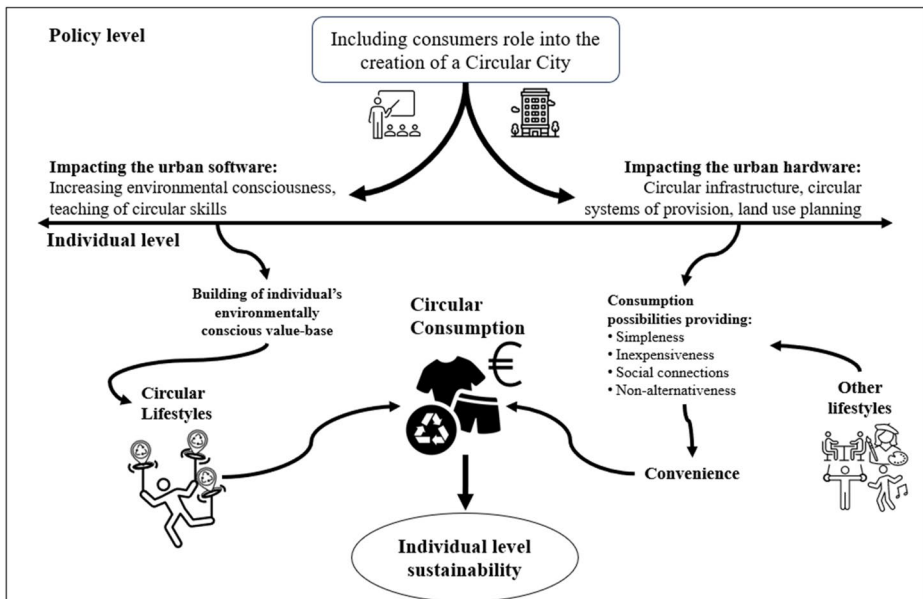 Policy level
Including consumers role into the
creation of a Circular City
Impacting the urban software:
Increasing environmental consciousness,
teaching of circular skills
Impacting the urban hardware:
Circular infrastructure, circular
systems of provision, land use planning
Individual level
Building of individual's
environmentally
conscious value-base
Circular
Lifestyles
Circular
Consumption
€
Consumption
possibilities providing:
• Simpleness
• Inexpensiveness
• Social connections
• Non-alternativeness
Other
lifestyles
Convenience
Individual level
sustainability